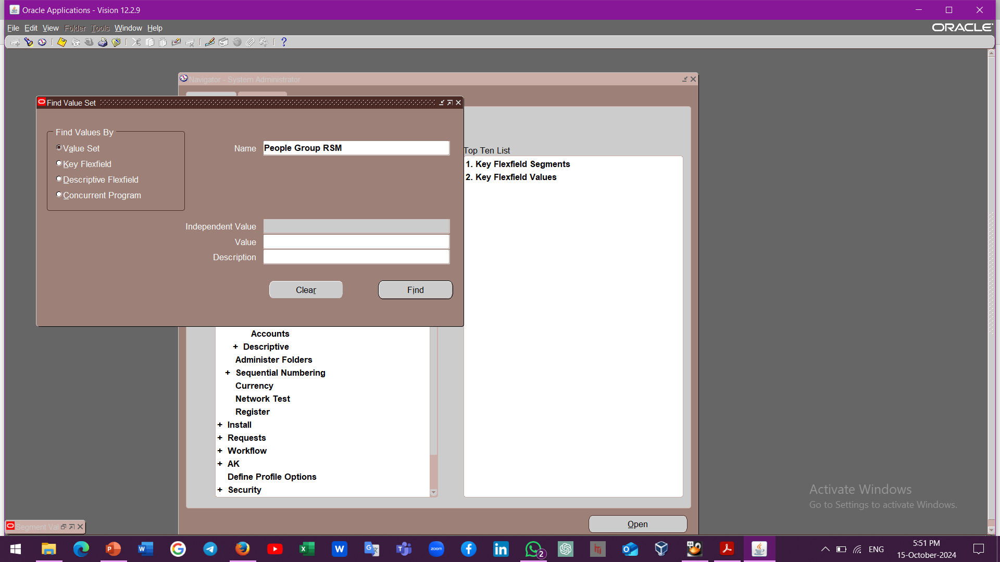 Oracle Applications - Vision 12.2.9
File Edit View Folder Tools Window Help
ORACLE
Navigator - System Administrator
Find Value Set
Find Values By
Value Set
Key Flexfield
Descriptive Flexfield
Concurrent Program
Name People Group RSM
Independent Value
Value
Description
Clear Find
Top Ten List
1. Key Flexfield Segments
2. Key Flexfield Values
Accounts
+ Descriptive
Administer Folders
+ Sequential Numbering
Currency
Network Test
Register
+ Install
+ Requests
+ Workflow
+ AK
Define Profile Options
+ Security
Open
Activate Windows
Go to Settings to activate Windows.
Segment Val
zoom
2
64
ENG
5:51 PM
15-October-2024